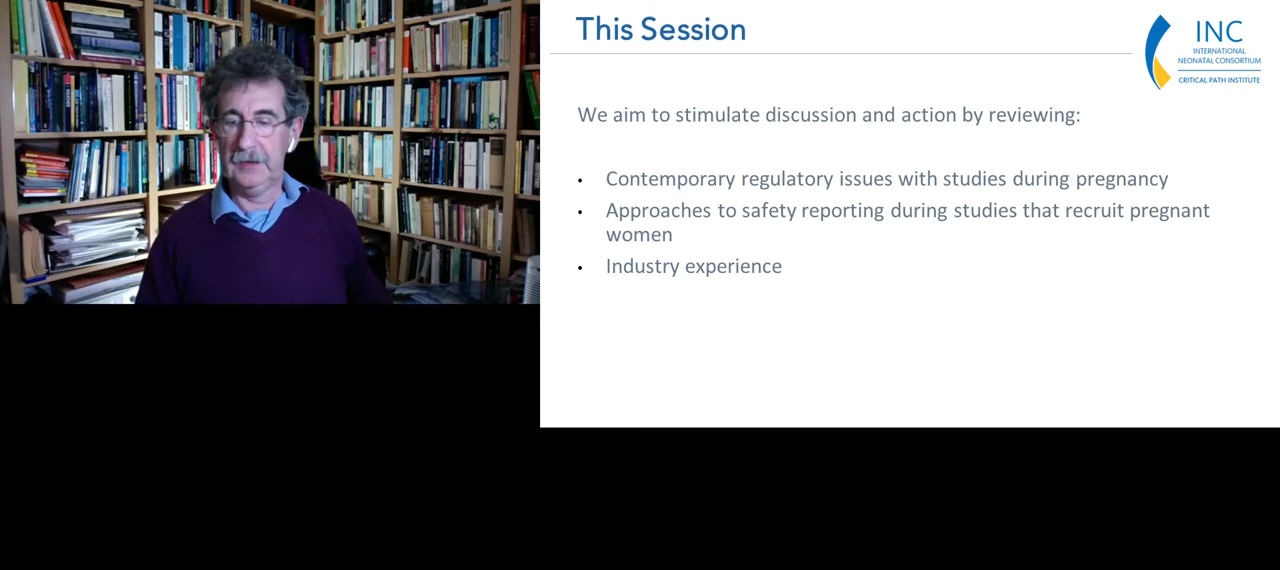 This Session
INC
INTERNATIONAL
NEONATAL CONSORTIUM
CRITICAL PATH INSTITUTE
We aim to stimulate discussion and action by reviewing:
• Contemporary regulatory issues with studies during pregnancy
• Approaches to safety reporting during studies that recruit pregnant
women
• Industry experience